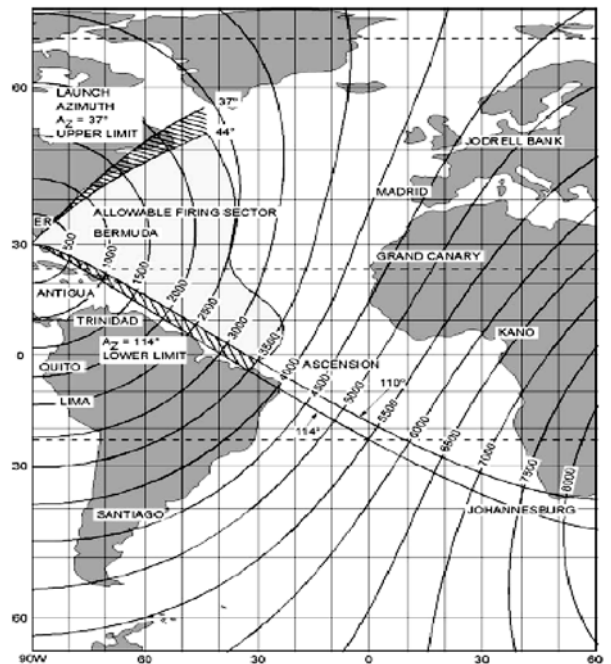 60
LAUNCH
AZIMUTH
AZ = 37°
UPPER LIMIT
37°
44°
JODRELL BANK
MADRID
ALLOWABLE FIRING SECTOR
ER
BERMUDA
30
GRAND CANARY
500
1000
1500
2000
2500
3000
3500
4000
4500
5000
5500
6000
6500
7000
7500
8000
ANTIGUA
TRINIDAD
AZ = 114°
LOWER LIMIT
KANO
0
QUITO
ASCENSION
110°
LIMA
114°
30
SANTIAGO
JOHANNESBURG
60
90W
60
30
0
30
60